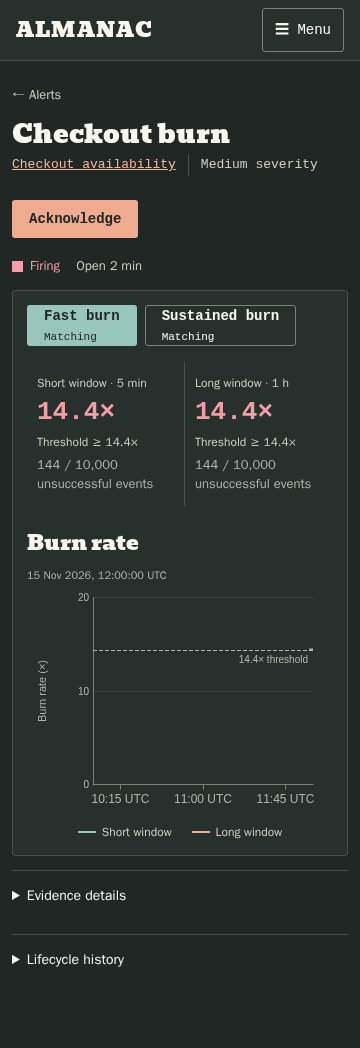 ALMANAC
☰ Menu
← Alerts
Checkout burn
Checkout availability Medium severity
Acknowledge
Firing Open 2 min
Fast burn
Matching
Sustained burn
Matching
Short window · 5 min
14.4×
Threshold ≥ 14.4×
144 / 10,000
unsuccessful events
Long window · 1 h
14.4×
Threshold ≥ 14.4×
144 / 10,000
unsuccessful events
Burn rate
15 Nov 2026, 12:00:00 UTC
Burn rate (×)
20
14.4× threshold
10
0
10:15 UTC 11:00 UTC 11:45 UTC
Short window Long window
Evidence details
Lifecycle history